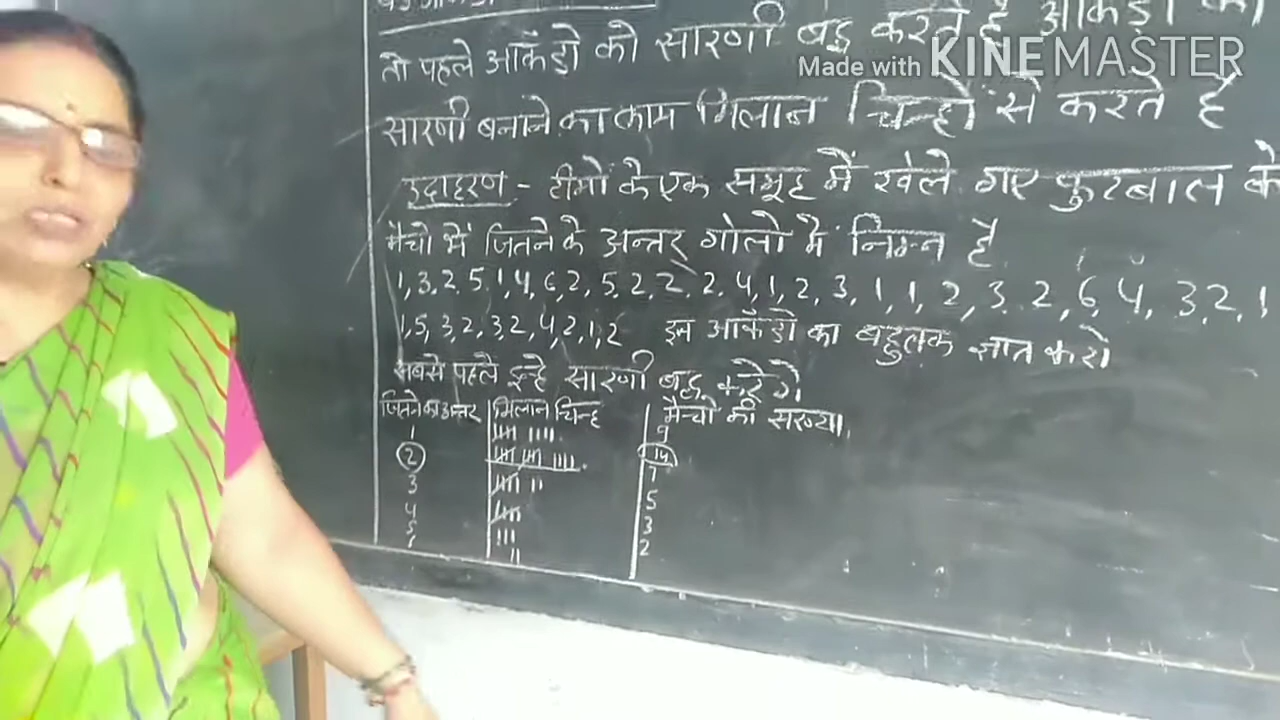 तो पहले आँकड़ो को सारणी बद्ध करते है आंकड़ो
Made with KINEMASTER
सारणी बनाने का काम मिलान चिन्हो से करते है
उदाहरण - टीमो के एक समूह में खेले गए फुटबाल के
मैचो में जितने के अन्तर गोलो में निम्न है
1, 3, 2, 5, 1, 4, 6, 2, 5, 2, 2, 2, 4, 1, 2, 3, 1, 1, 2, 3, 2, 6, 4, 3, 2, 1
1, 5, 3, 2, 3, 2, 4, 2, 1, 2 इन आँकड़ो का बहुलक ज्ञात करो
सबसे पहले इन्हे सारणी बद्ध करेगे
जितने का अन्तर मिलान चिन्ह मैचो की सख्या
1 |||| |||| 9
2 |||| |||| |||| 14
3 |||| || 7
4 |||| 5
5 ||| 3
6 || 2